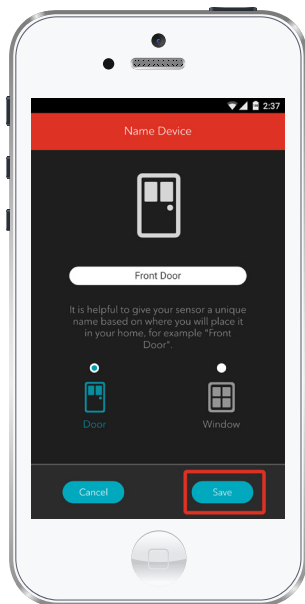 2:37
Name Device
Front Door
It is helpful to give your sensor a unique
name based on where you will place it
in your home, for example "Front
Door".
Door Window
Cancel Save